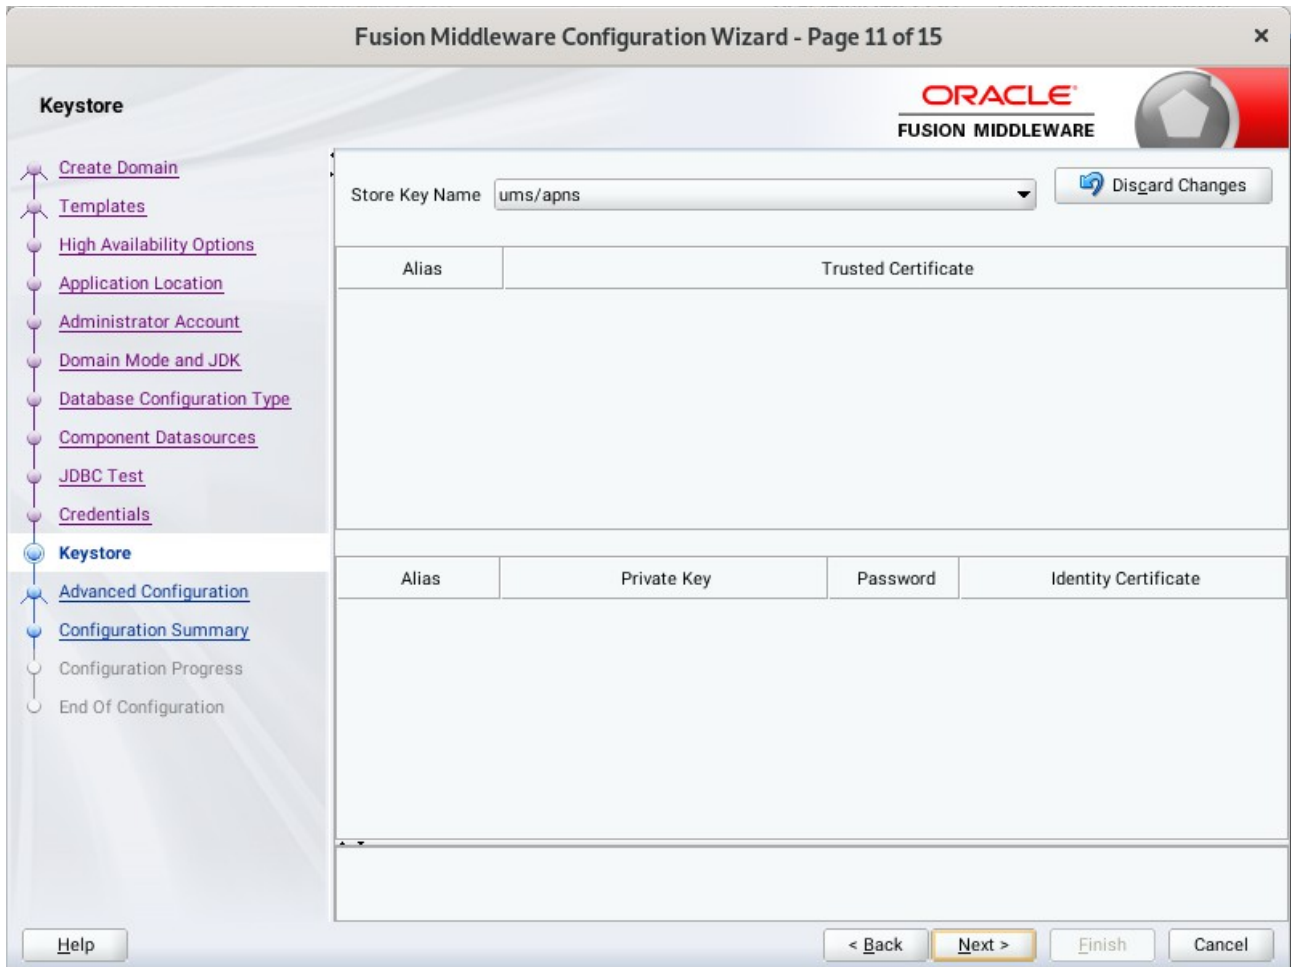 Fusion Middleware Configuration Wizard - Page 11 of 15
×
Keystore
ORACLE
FUSION MIDDLEWARE
Create Domain
Templates
High Availability Options
Application Location
Administrator Account
Domain Mode and JDK
Database Configuration Type
Component Datasources
JDBC Test
Credentials
Keystore
Advanced Configuration
Configuration Summary
Configuration Progress
End Of Configuration
Store Key Name ums/apns Discard Changes
Alias Trusted Certificate
Alias Private Key Password Identity Certificate
Help < Back Next > Finish Cancel